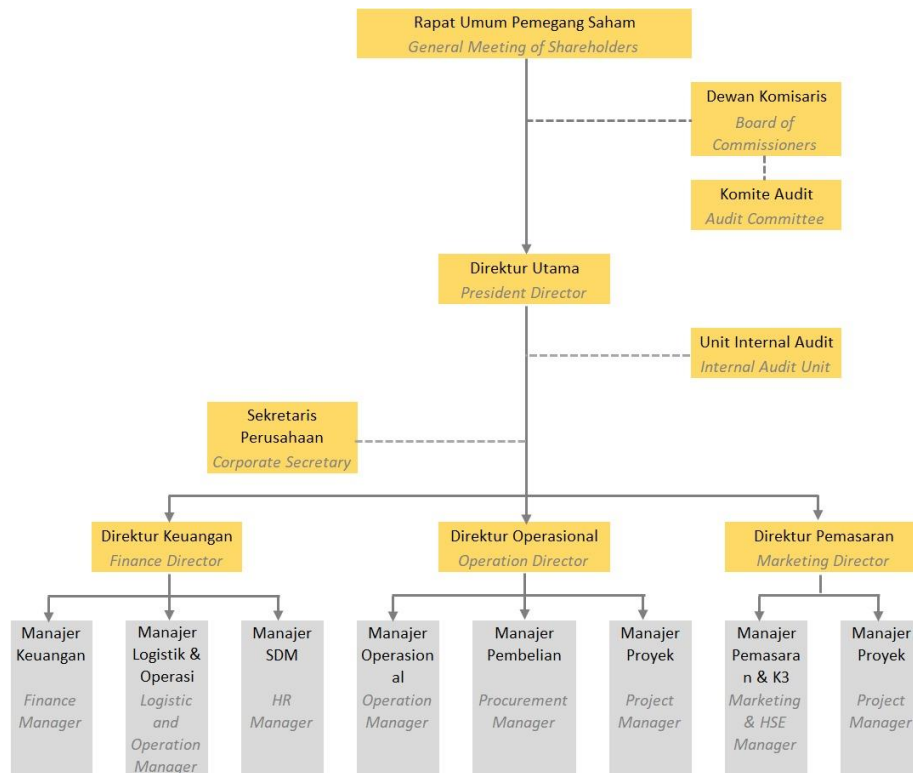 Rapat Umum Pemegang Saham
General Meeting of Shareholders
Dewan Komisaris
Board of
Commissioners
Komite Audit
Audit Committee
Direktur Utama
President Director
Unit Internal Audit
Internal Audit Unit
Sekretaris
Perusahaan
Corporate Secretary
Direktur Keuangan
Finance Director
Direktur Operasional
Operation Director
Direktur Pemasaran
Marketing Director
Manajer
Keuangan
Finance
Manager
Manajer
Logistik &
Operasi
Logistic
and
Operation
Manager
Manajer
SDM
HR
Manager
Manajer
Operasion
al
Operation
Manager
Manajer
Pembelian
Procurement
Manager
Manajer
Proyek
Project
Manager
Manajer
Pemasara
n & K3
Marketing
& HSE
Manager
Manajer
Proyek
Project
Manager